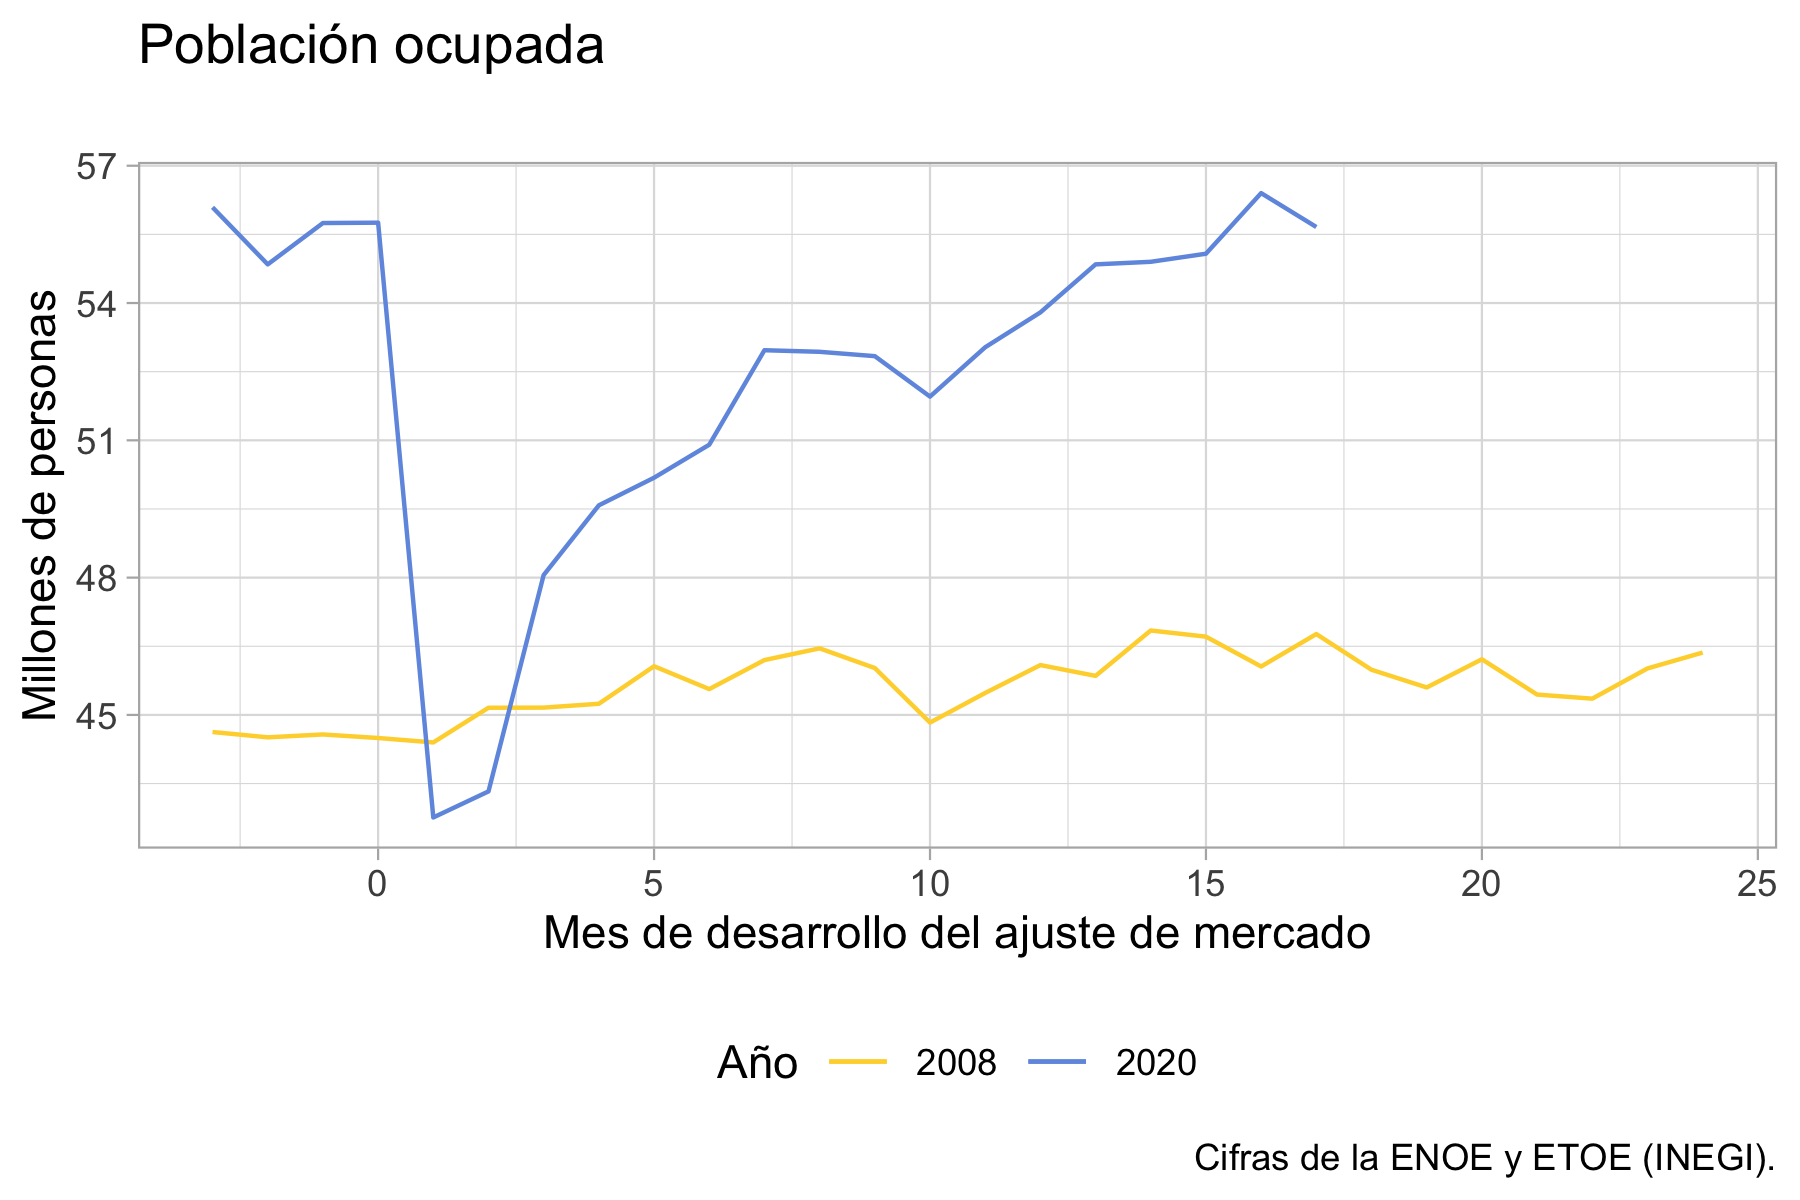 Población ocupada
57
54
51
48
45
Millones de personas
0 5 10 15 20 25
Mes de desarrollo del ajuste de mercado
Año 2008 2020
Cifras de la ENOE y ETOE (INEGI).